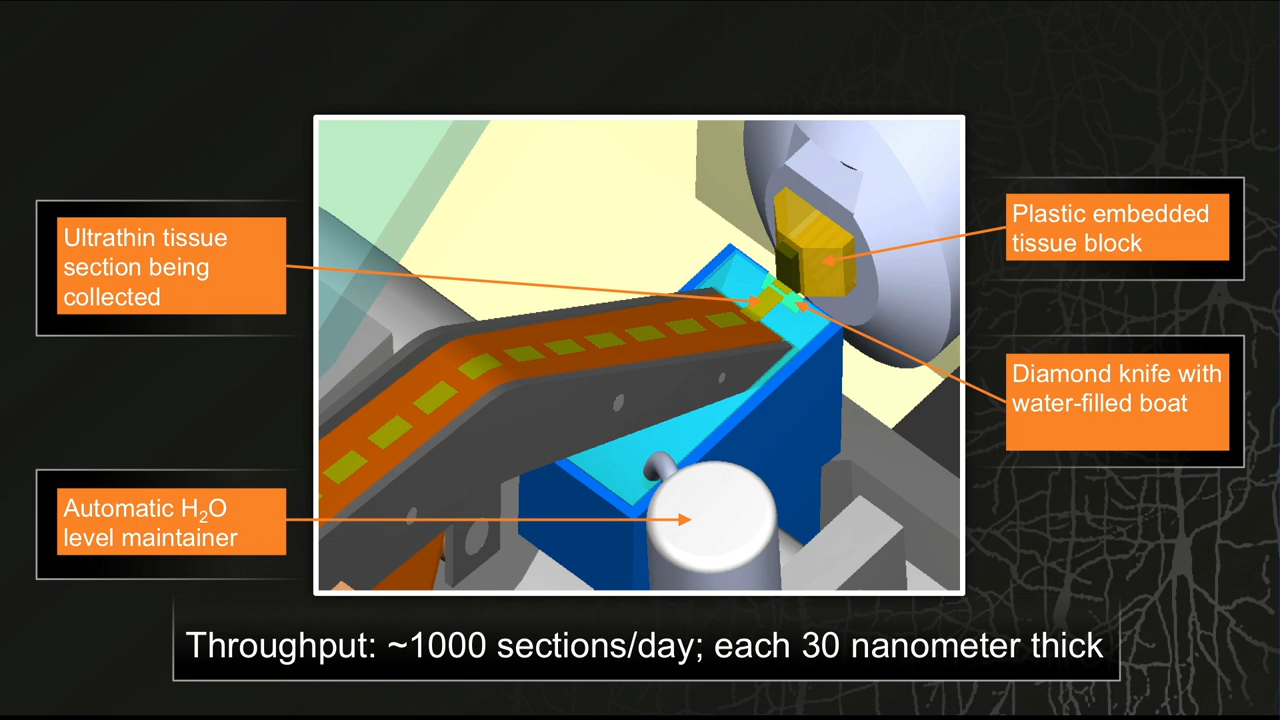 Ultrathin tissue
section being
collected
Plastic embedded
tissue block
Diamond knife with
water-filled boat
Automatic H₂O
level maintainer
Throughput: ~1000 sections/day; each 30 nanometer thick